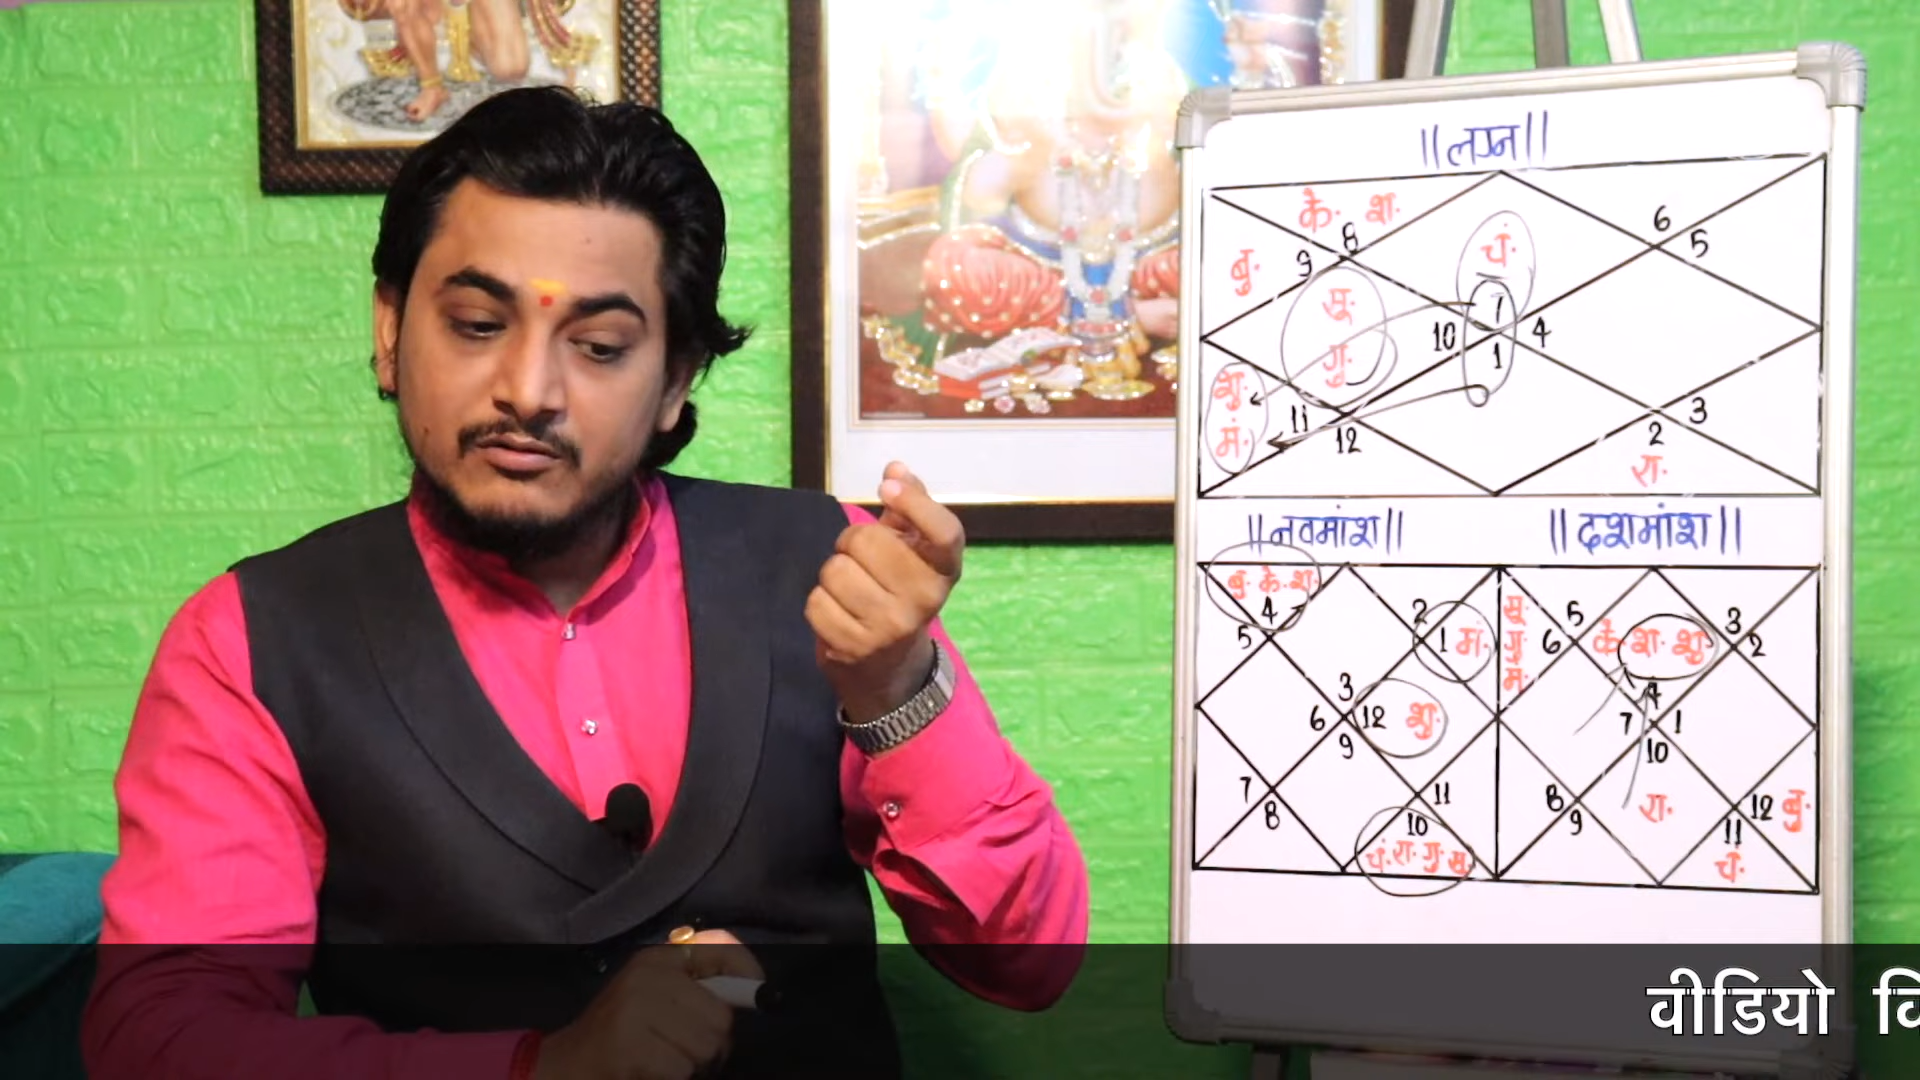 ||लग्न||
के. श.
चं.
6
8
5
बु.
9
सू.
7
10
4
गु.
1
शु.
11
3
मं.
12
2
रा.
||नवमांश||
||दशमांश||
बु. के. श.
4
2
5
1 मं.
3
6
12 शु.
9
7
11
8
10
चं. रा. गु. सू.
सू.
5
3
गु.
6
के श. शु.
2
मं.
4
7
1
10
8
रा.
12 बु.
9
11
चं.
वीडियो